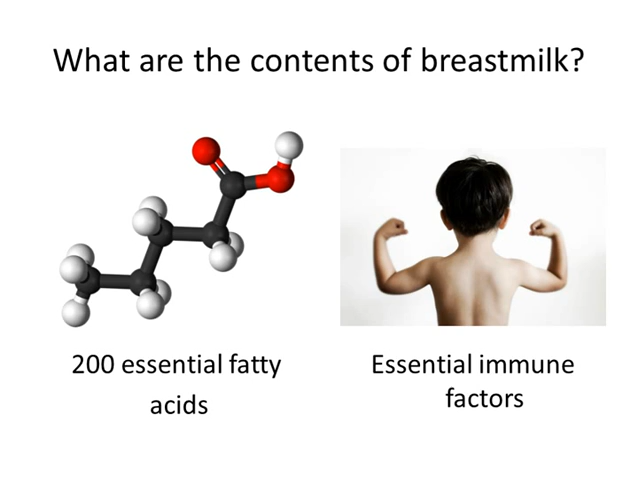 What are the contents of breastmilk?
200 essential fatty
acids
Essential immune
factors